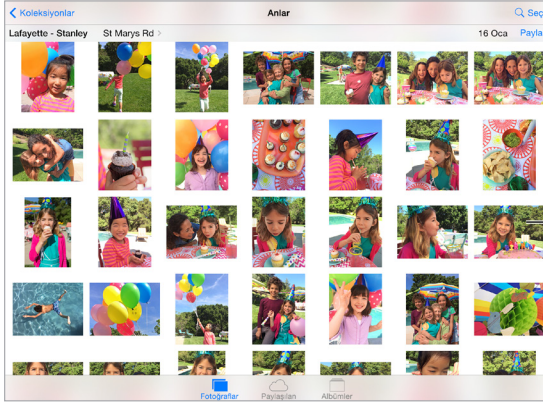 Koleksiyonlar Anlar Seç
Lafayette - Stanley St Marys Rd 16 Oca Payla
Fotoğraflar Paylaşılan Albümler